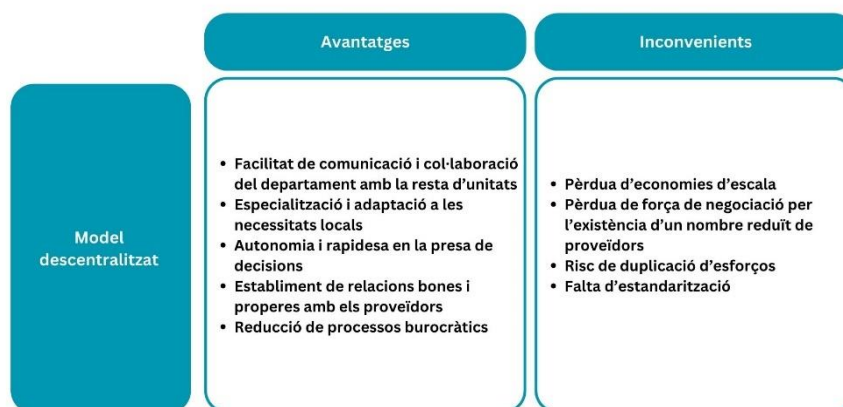 Avantatges
Inconvenients
Model
descentralitzat
• Facilitat de comunicació i col·laboració
del departament amb la resta d'unitats
• Especialització i adaptació a les
necessitats locals
• Autonomia i rapidesa en la presa de
decisions
• Establiment de relacions bones i
properes amb els proveïdors
• Reducció de processos burocràtics
• Pèrdua d'economies d'escala
• Pèrdua de força de negociació per
l'existència d'un nombre reduït de
proveïdors
• Risc de duplicació d'esforços
• Falta d'estandarització